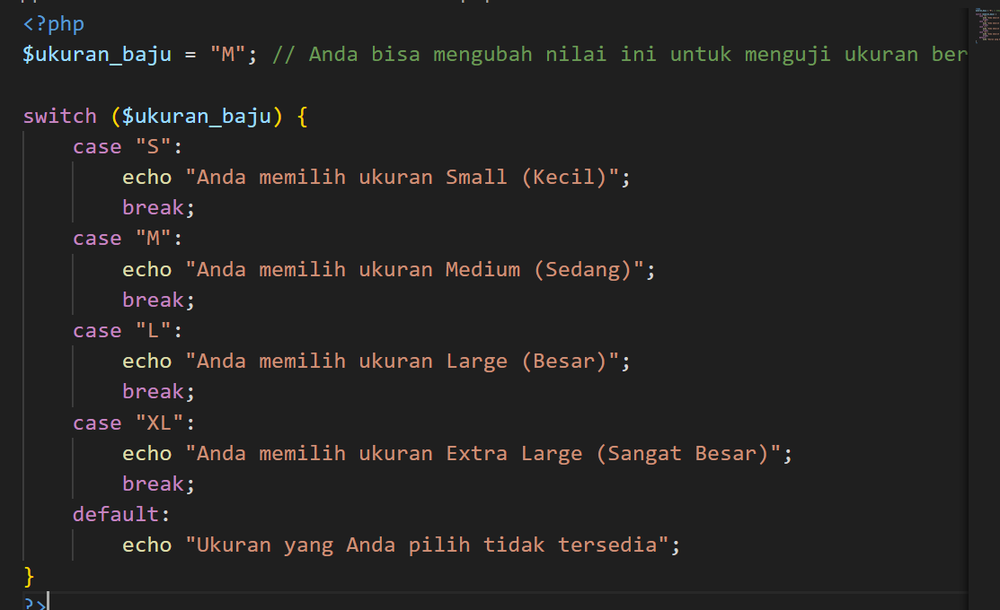 <?php
$ukuran_baju = "M"; // Anda bisa mengubah nilai ini untuk menguji ukuran ber

switch ($ukuran_baju) {
    case "S":
        echo "Anda memilih ukuran Small (Kecil)";
        break;
    case "M":
        echo "Anda memilih ukuran Medium (Sedang)";
        break;
    case "L":
        echo "Anda memilih ukuran Large (Besar)";
        break;
    case "XL":
        echo "Anda memilih ukuran Extra Large (Sangat Besar)";
        break;
    default:
        echo "Ukuran yang Anda pilih tidak tersedia";
}
?>